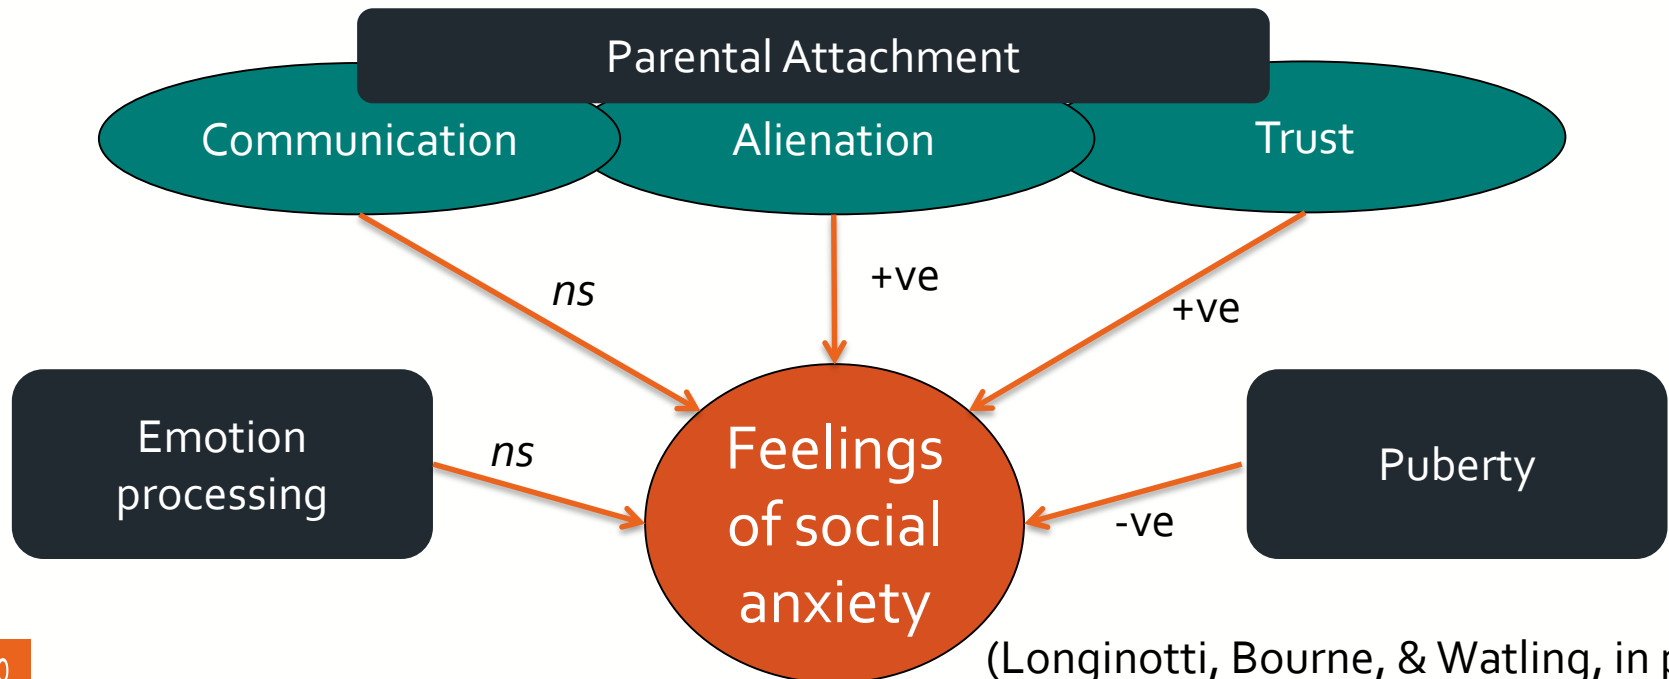 Parental Attachment
Communication
Alienation
Trust
ns
+ve
+ve
Emotion
processing
ns
Feelings
of social
anxiety
-ve
Puberty
(Longinotti, Bourne, & Watling, in